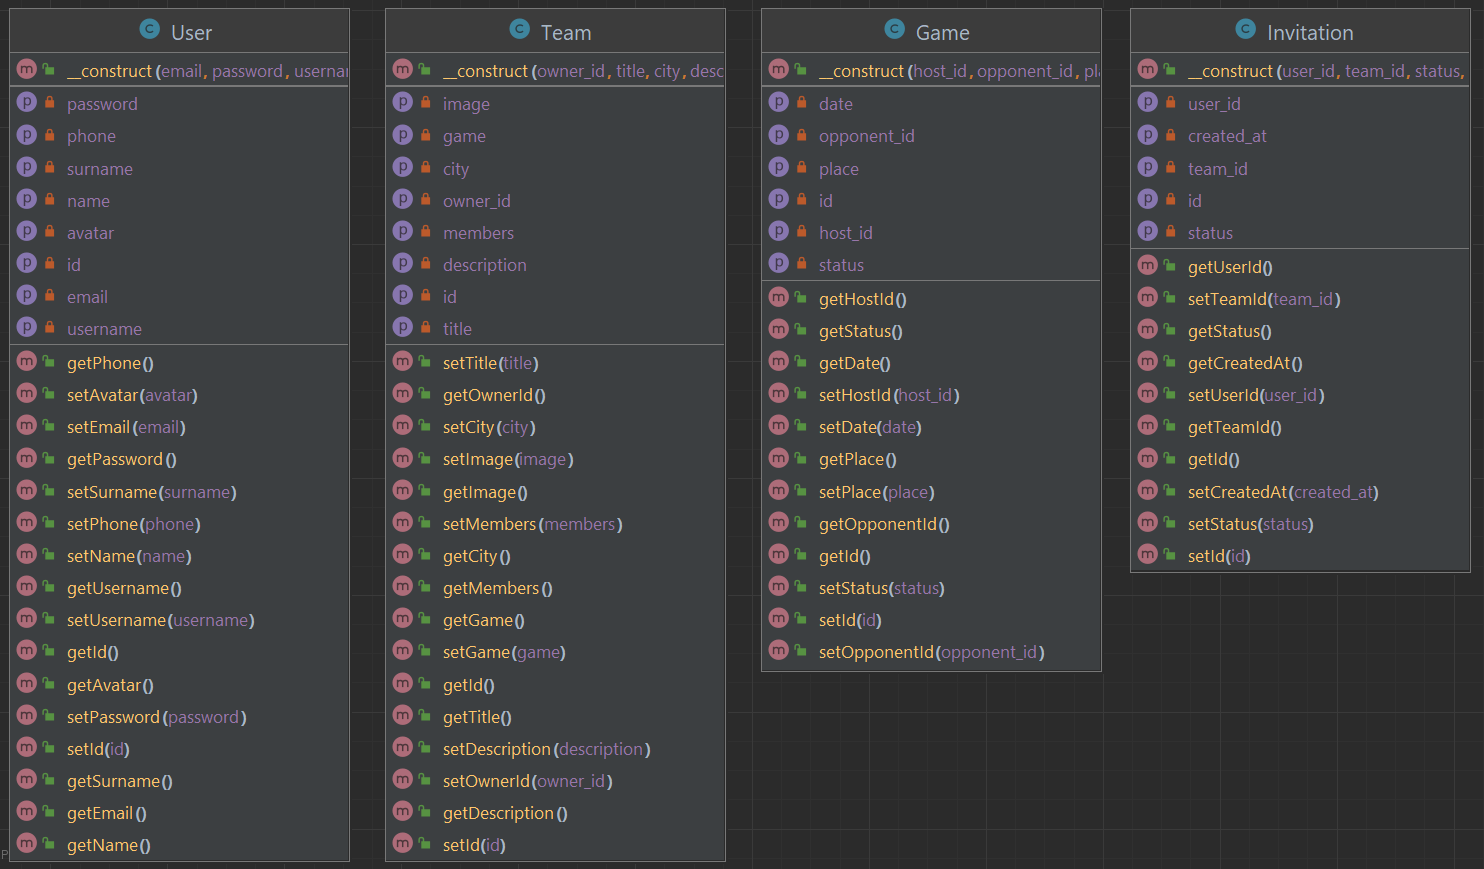 User
__construct(email, password, usernam
password
phone
surname
name
avatar
id
email
username
getPhone()
setAvatar(avatar)
setEmail(email)
getPassword()
setSurname(surname)
setPhone(phone)
setName(name)
getUsername()
setUsername(username)
getId()
getAvatar()
setPassword(password)
setId(id)
getSurname()
getEmail()
getName()
Team
__construct(owner_id, title, city, desc
image
game
city
owner_id
members
description
id
title
setTitle(title)
getOwnerId()
setCity(city)
setImage(image)
getImage()
setMembers(members)
getCity()
getMembers()
getGame()
setGame(game)
getId()
getTitle()
setDescription(description)
setOwnerId(owner_id)
getDescription()
setId(id)
Game
__construct(host_id, opponent_id, pla
date
opponent_id
place
id
host_id
status
getHostId()
getStatus()
getDate()
setHostId(host_id)
setDate(date)
getPlace()
setPlace(place)
getOpponentId()
getId()
setStatus(status)
setId(id)
setOpponentId(opponent_id)
Invitation
__construct(user_id, team_id, status,
user_id
created_at
team_id
id
status
getUserId()
setTeamId(team_id)
getStatus()
getCreatedAt()
setUserId(user_id)
getTeamId()
getId()
setCreatedAt(created_at)
setStatus(status)
setId(id)